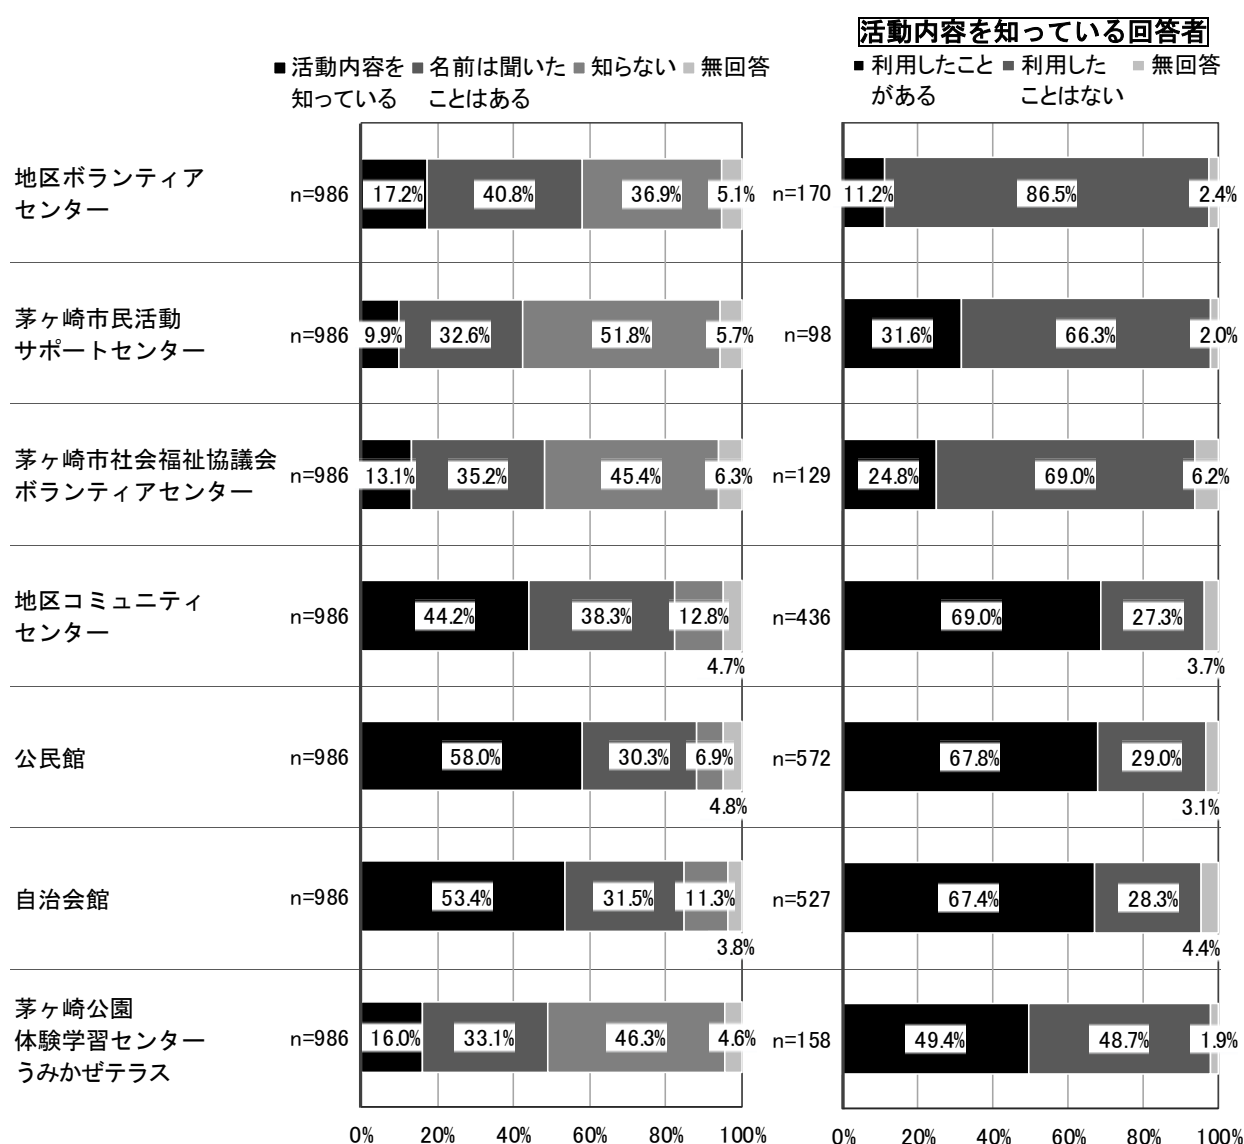 活動内容を知っている回答者
■ 活動内容を ■ 名前は聞いた ■ 知らない ■ 無回答
知っている ことはある
■ 利用したこと ■ 利用した ■ 無回答
がある ことはない
地区ボランティア
センター
n=986 17.2% 40.8% 36.9% 5.1% n=170 11.2% 86.5% 2.4%
茅ヶ崎市民活動
サポートセンター
n=986 9.9% 32.6% 51.8% 5.7% n=98 31.6% 66.3% 2.0%
茅ヶ崎市社会福祉協議会
ボランティアセンター
n=986 13.1% 35.2% 45.4% 6.3% n=129 24.8% 69.0% 6.2%
地区コミュニティ
センター
n=986 44.2% 38.3% 12.8% n=436 69.0% 27.3%
4.7% 3.7%
公民館
n=986 58.0% 30.3% 6.9% n=572 67.8% 29.0%
4.8% 3.1%
自治会館
n=986 53.4% 31.5% 11.3% n=527 67.4% 28.3%
3.8% 4.4%
茅ヶ崎公園
体験学習センター
うみかぜテラス
n=986 16.0% 33.1% 46.3% 4.6% n=158 49.4% 48.7% 1.9%
0% 20% 40% 60% 80% 100% 0% 20% 40% 60% 80% 100%